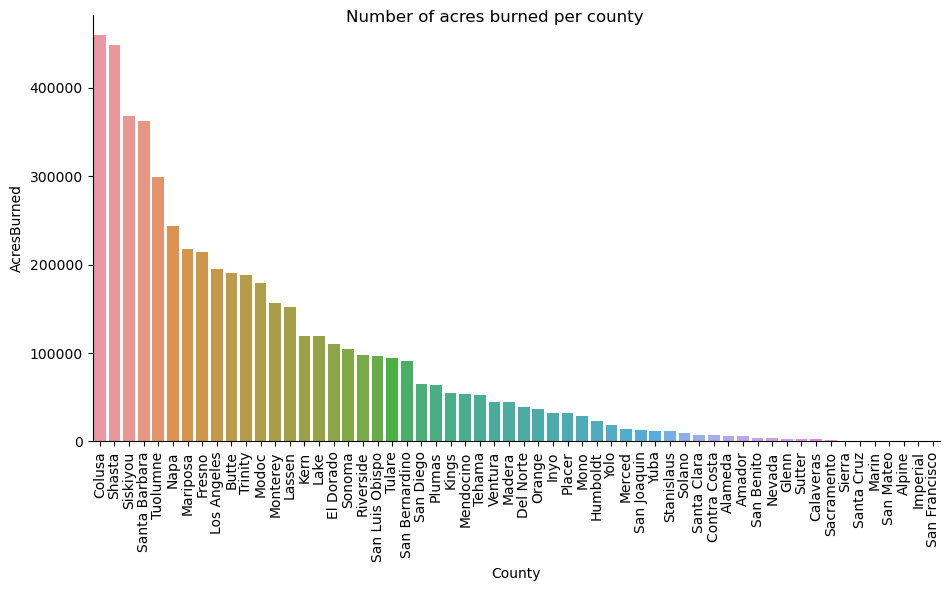 Number of acres burned per county
AcresBurned
400000
300000
200000
100000
0
Colusa
Shasta
Siskiyou
Santa Barbara
Tuolumne
Napa
Mariposa
Fresno
Los Angeles
Butte
Trinity
Modoc
Monterey
Lassen
Kern
Lake
El Dorado
Sonoma
Riverside
San Luis Obispo
Tulare
San Bernardino
San Diego
Plumas
Kings
Mendocino
Tehama
Ventura
Madera
Del Norte
Orange
Inyo
Placer
Mono
Humboldt
Yolo
Merced
San Joaquin
Yuba
Stanislaus
Solano
Santa Clara
Contra Costa
Alameda
Amador
San Benito
Nevada
Glenn
Sutter
Calaveras
Sacramento
Sierra
Santa Cruz
Marin
San Mateo
Alpine
Imperial
San Francisco
County